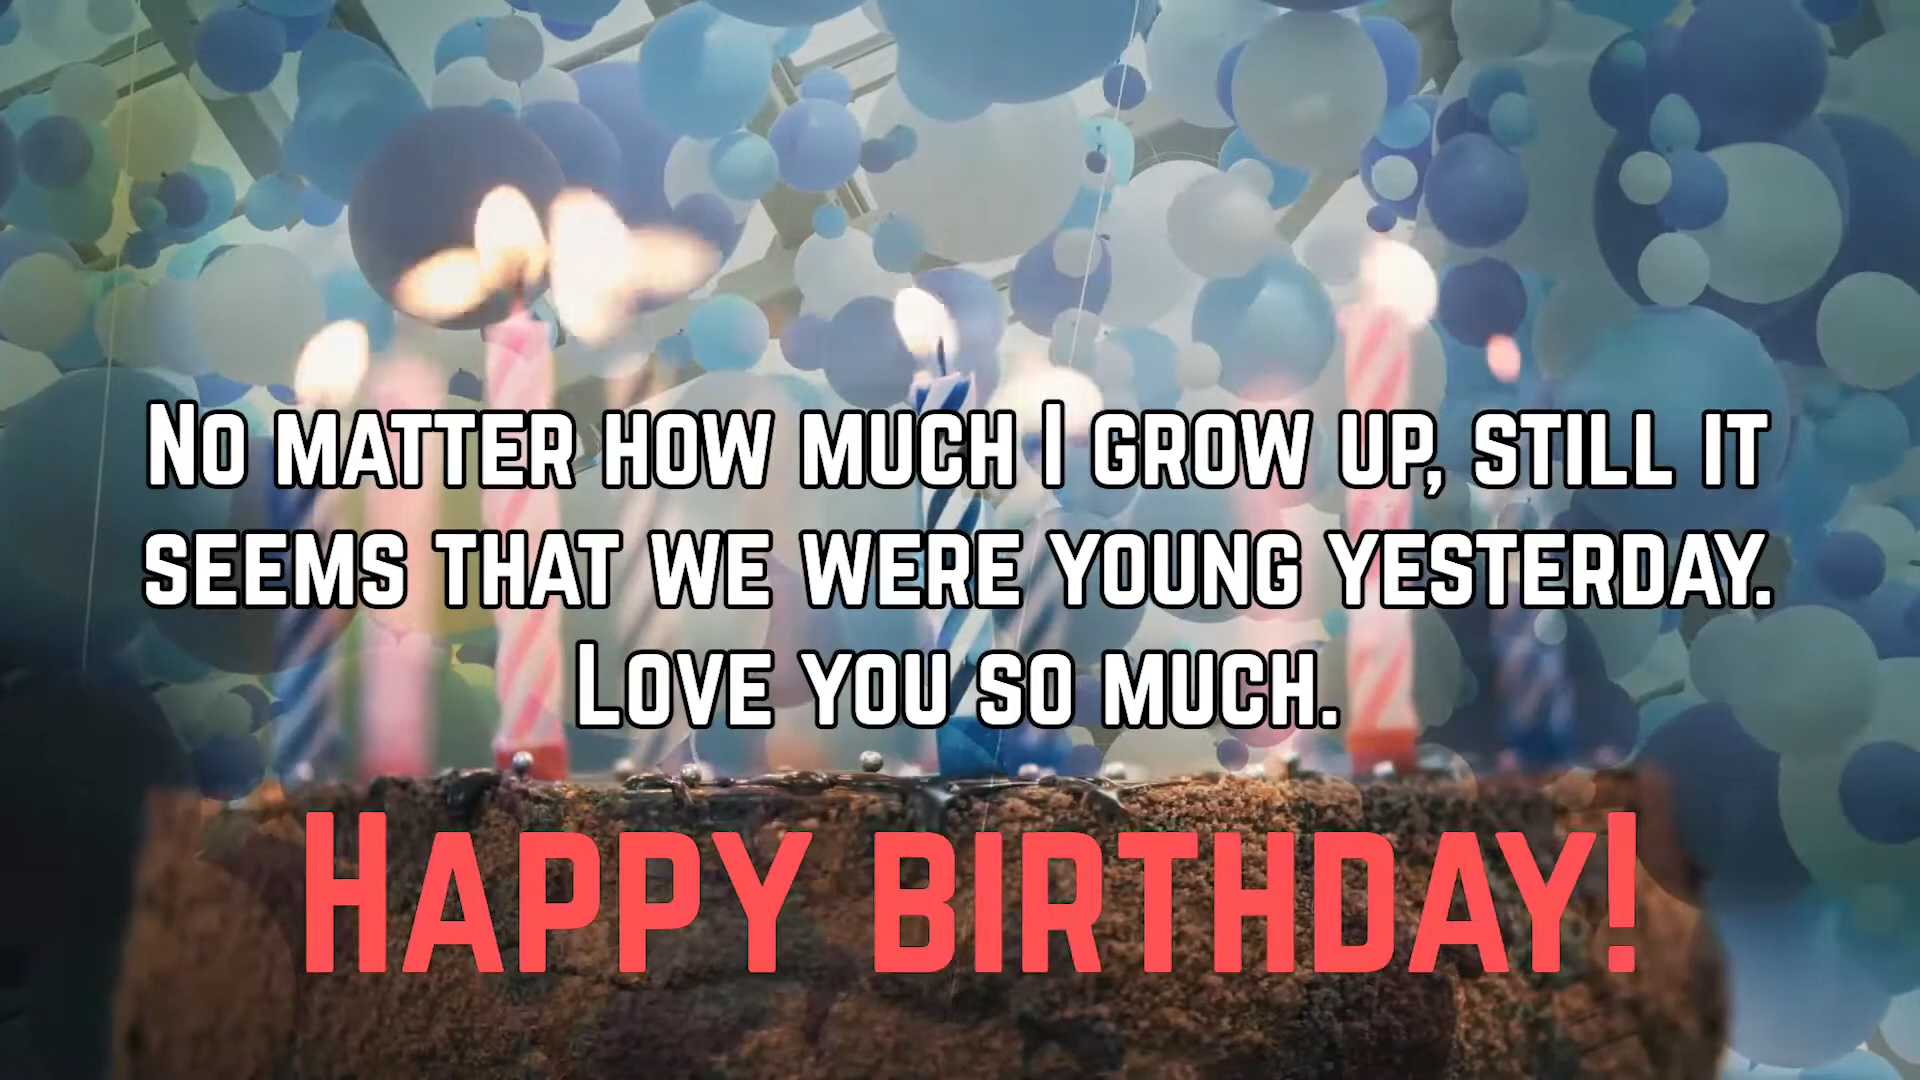 No matter how much I grow up, still it
seems that we were young yesterday.
Love you so much.
Happy birthday!